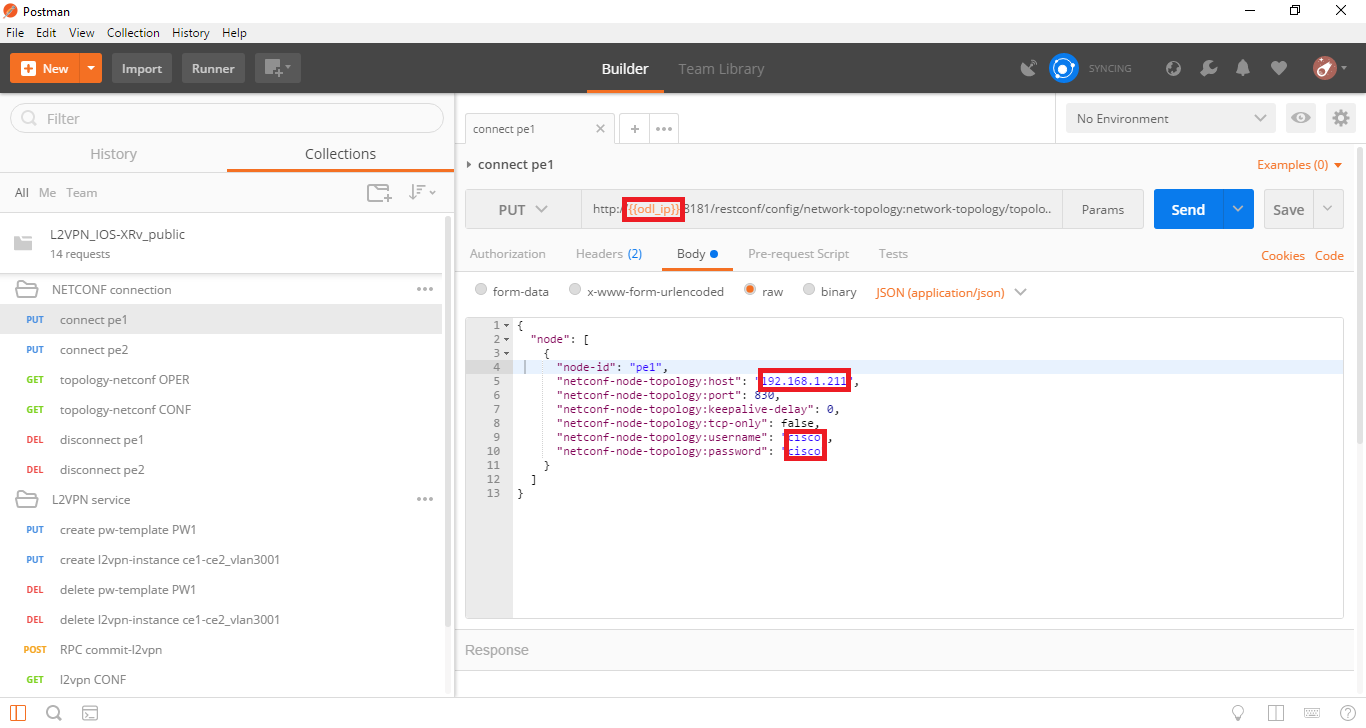 Postman
File Edit View Collection History Help
New Import Runner Builder Team Library SYNCING
Filter
History Collections
All Me Team
L2VPN_IOS-XRv_public
14 requests
NETCONF connection
PUT connect pe1
PUT connect pe2
GET topology-netconf OPER
GET topology-netconf CONF
DEL disconnect pe1
DEL disconnect pe2
L2VPN service
PUT create pw-template PW1
PUT create l2vpn-instance ce1-ce2_vlan3001
DEL delete pw-template PW1
DEL delete l2vpn-instance ce1-ce2_vlan3001
POST RPC commit-l2vpn
GET l2vpn CONF
connect pe1
No Environment
connect pe1
Examples (0)
PUT http://{{odl_ip}}:8181/restconf/config/network-topology:network-topology/topolo.. Params Send Save
Authorization Headers (2) Body Pre-request Script Tests Cookies Code
form-data x-www-form-urlencoded raw binary JSON (application/json)
1 {
2 "node": [
3 {
4 "node-id": "pe1",
5 "netconf-node-topology:host": "192.168.1.211",
6 "netconf-node-topology:port": 830,
7 "netconf-node-topology:keepalive-delay": 0,
8 "netconf-node-topology:tcp-only": false,
9 "netconf-node-topology:username": "cisco",
10 "netconf-node-topology:password": "cisco
11 }
12 ]
13 }
Response